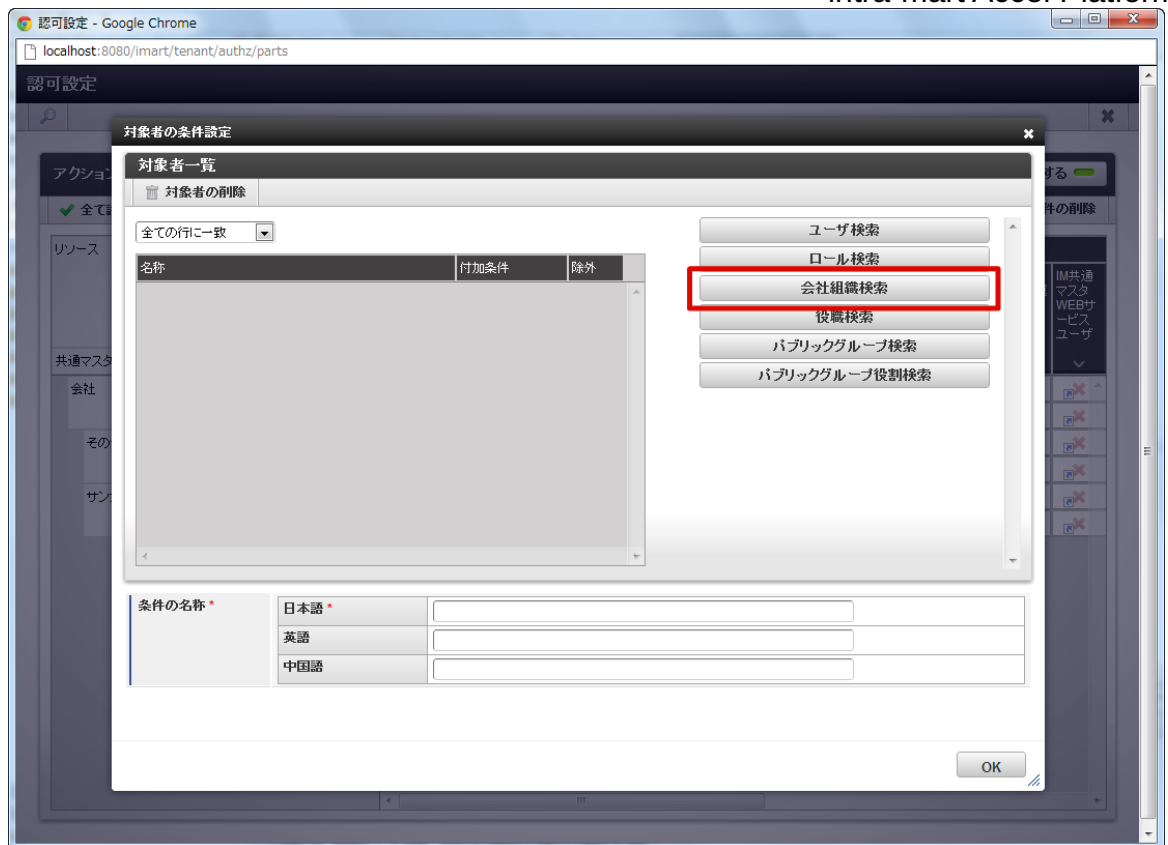 認可設定 - Google Chrome
localhost:8080/imart/tenant/authz/parts
認可設定
対象者の条件設定
対象者一覧
アクション
する
対象者の削除
全て
件の削除
全ての行に一致
ユーザ検索
リソース
ロール検索
名称 付加条件 除外
IM共通
マスタ
WEBサ
ービス
ユーザ
会社組織検索
役職検索
パブリックグループ検索
共通マスタ
パブリックグループ役割検索
会社
その
サン
条件の名称 *
日本語 *
英語
中国語
OK